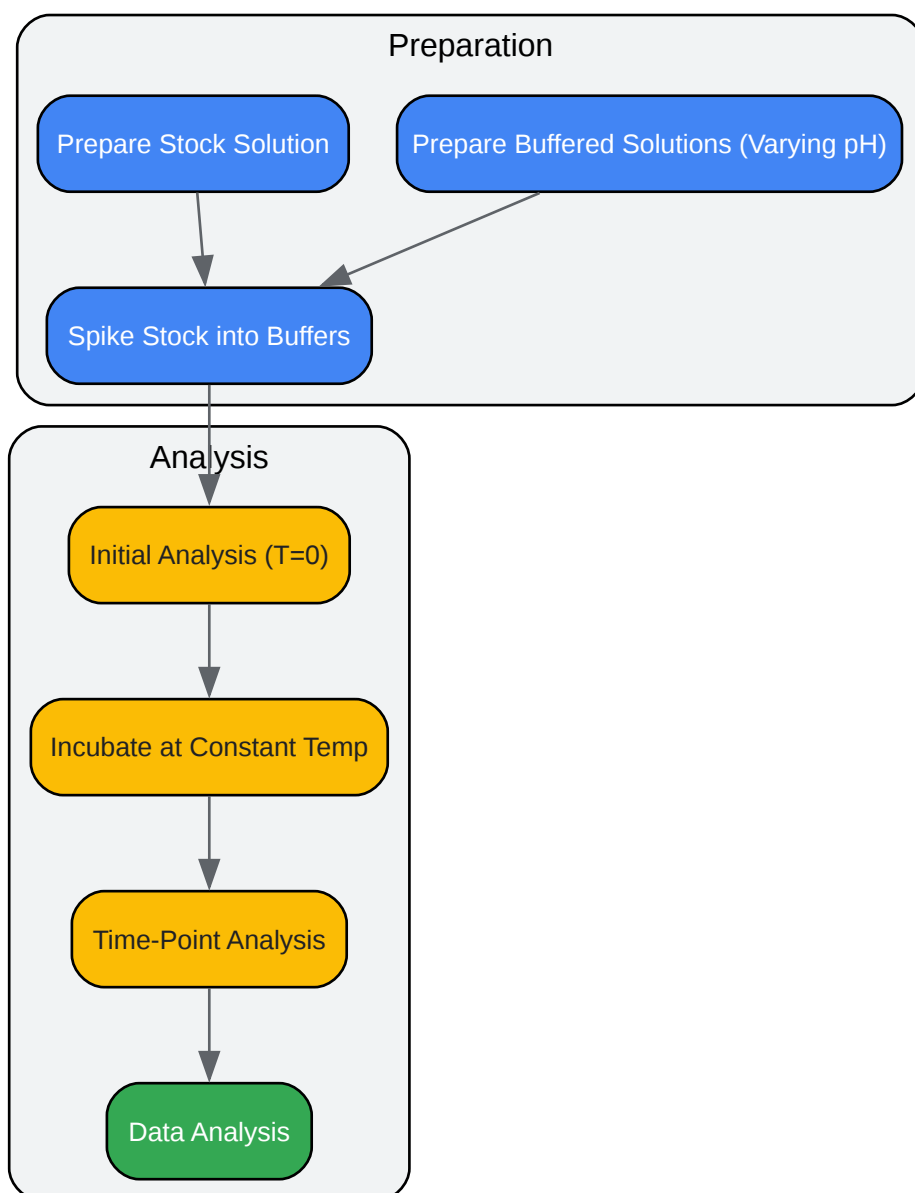 Preparation
Prepare Stock Solution
Prepare Buffered Solutions (Varying pH)
Spike Stock into Buffers
Analysis
Initial Analysis (T=0)
Incubate at Constant Temp
Time-Point Analysis
Data Analysis